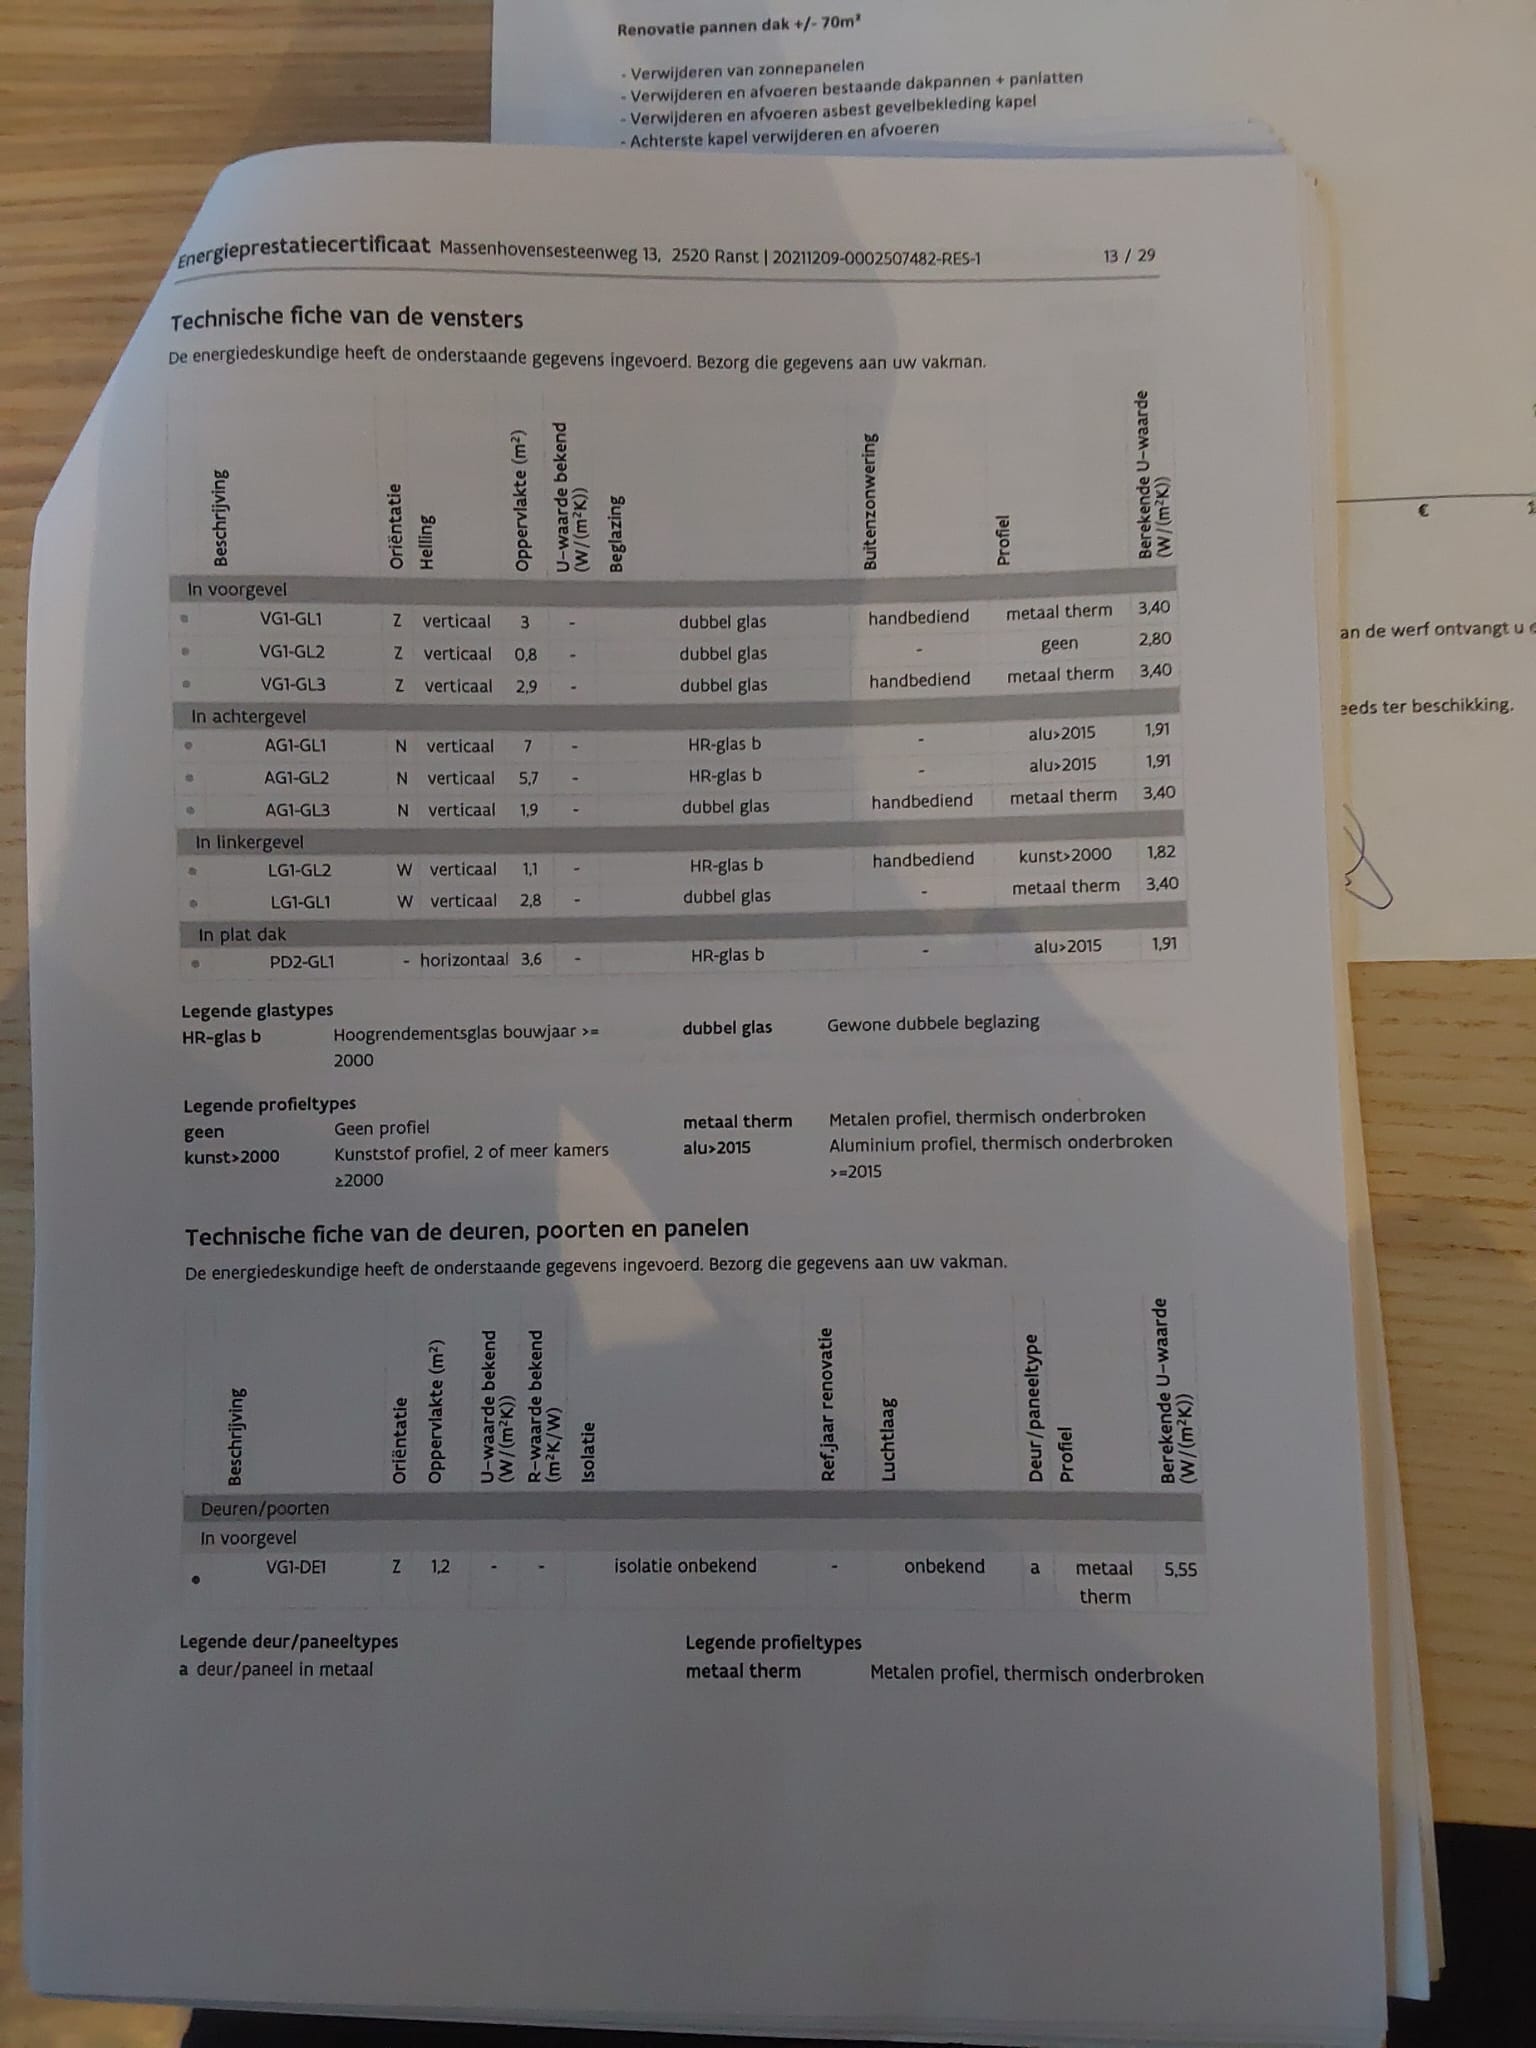 Renovatie pannen dak +/- 70m²
- Verwijderen van zonnepanelen
- Verwijderen en afvoeren bestaande dakpannen + panlatten
- Verwijderen en afvoeren asbest gevelbekleding kapel
- Achterste kapel verwijderen en afvoeren
Energieprestatiecertificaat Massenhovensesteenweg 13, 2520 Ranst | 20211209-0002507482-RES-1 13 / 29
Technische fiche van de vensters
De energiedeskundige heeft de onderstaande gegevens ingevoerd. Bezorg die gegevens aan uw vakman.
Beschrijving Oriëntatie Helling Oppervlakte (m²) U-waarde bekend (W/(m²K)) Beglazing Buitenzonwering Profiel Berekende U-waarde (W/(m²K))
In voorgevel
VG1-GL1 Z verticaal 3 - dubbel glas handbediend metaal therm 3,40
VG1-GL2 Z verticaal 0,8 - dubbel glas - geen 2,80
VG1-GL3 Z verticaal 2,9 - dubbel glas handbediend metaal therm 3,40
In achtergevel
AG1-GL1 N verticaal 7 - HR-glas b - alu>2015 1,91
AG1-GL2 N verticaal 5,7 - HR-glas b - alu>2015 1,91
AG1-GL3 N verticaal 1,9 - dubbel glas handbediend metaal therm 3,40
In linkergevel
LG1-GL2 W verticaal 1,1 - HR-glas b handbediend kunst>2000 1,82
LG1-GL1 W verticaal 2,8 - dubbel glas - metaal therm 3,40
In plat dak
PD2-GL1 - horizontaal 3,6 - HR-glas b - alu>2015 1,91
Legende glastypes
HR-glas b Hoogrendementsglas bouwjaar >= dubbel glas Gewone dubbele beglazing
2000
Legende profieltypes
geen Geen profiel metaal therm Metalen profiel, thermisch onderbroken
kunst>2000 Kunststof profiel, 2 of meer kamers alu>2015 Aluminium profiel, thermisch onderbroken
≥2000 >=2015
Technische fiche van de deuren, poorten en panelen
De energiedeskundige heeft de onderstaande gegevens ingevoerd. Bezorg die gegevens aan uw vakman.
Beschrijving Oriëntatie Oppervlakte (m²) U-waarde bekend (W/(m²K)) R-waarde bekend (m²K/W) Isolatie Ref.jaar renovatie Luchtlaag Deur/paneeltype Profiel Berekende U-waarde (W/(m²K))
Deuren/poorten
In voorgevel
VG1-DE1 Z 1,2 - - isolatie onbekend - onbekend a metaal 5,55
therm
Legende deur/paneeltypes Legende profieltypes
a deur/paneel in metaal metaal therm Metalen profiel, thermisch onderbroken
€
an de werf ontvangt u
eeds ter beschikking.